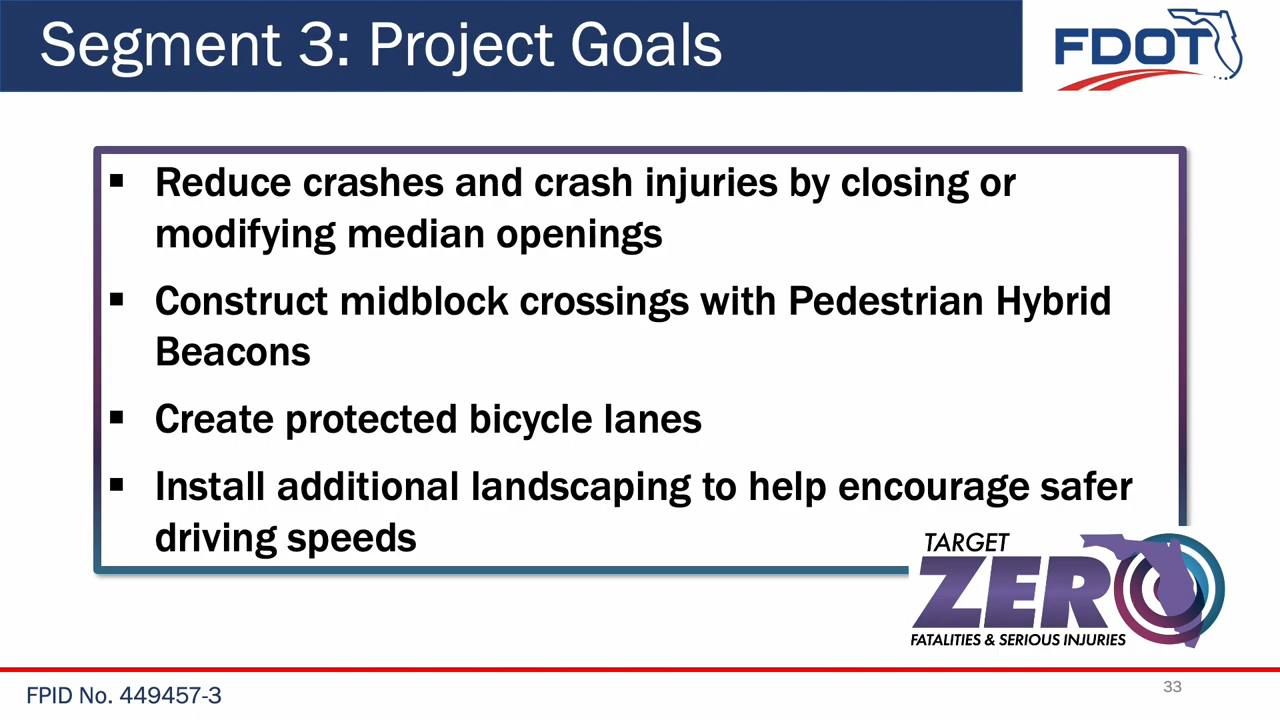 Segment 3: Project Goals
FDOT
▪ Reduce crashes and crash injuries by closing or
modifying median openings
▪ Construct midblock crossings with Pedestrian Hybrid
Beacons
▪ Create protected bicycle lanes
▪ Install additional landscaping to help encourage safer
driving speeds
TARGET
ZERO
FATALITIES & SERIOUS INJURIES
FPID No. 449457-3
33